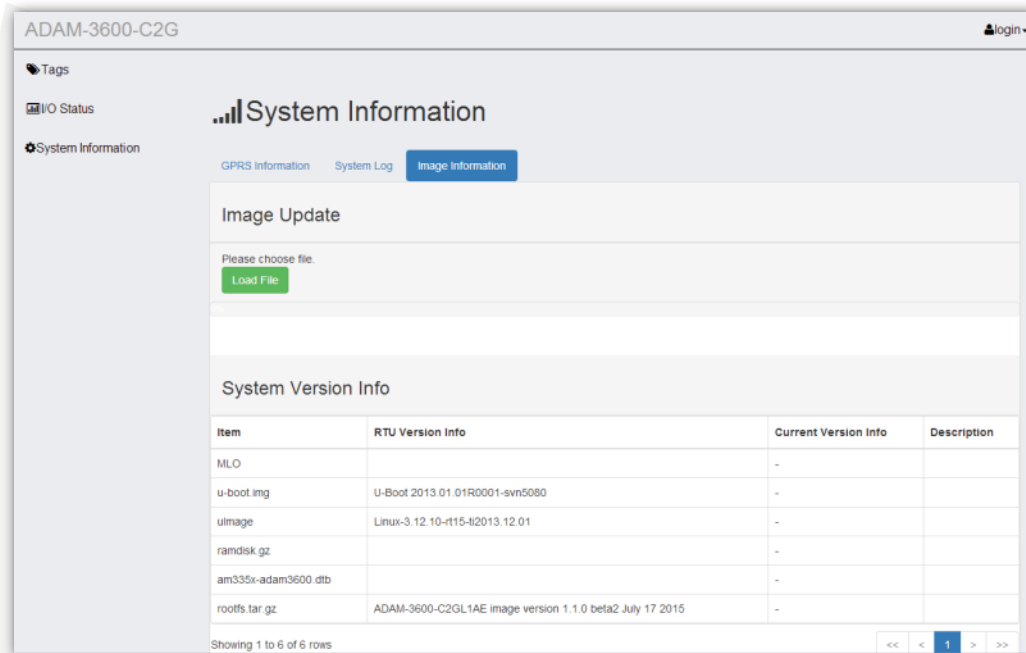 ADAM-3600-C2G
login
Tags
I/O Status
System Information
System Information
GPRS Information System Log Image Information
Image Update
Please choose file.
Load File
System Version Info
Item RTU Version Info Current Version Info Description
MLO -
u-boot.img U-Boot 2013.01.01R0001-svn5080 -
uImage Linux-3.12.10-rt15-ti2013.12.01 -
ramdisk.gz -
am335x-adam3600.dtb -
rootfs.tar.gz ADAM-3600-C2GL1AE image version 1.1.0 beta2 July 17 2015 -
Showing 1 to 6 of 6 rows << < 1 > >>